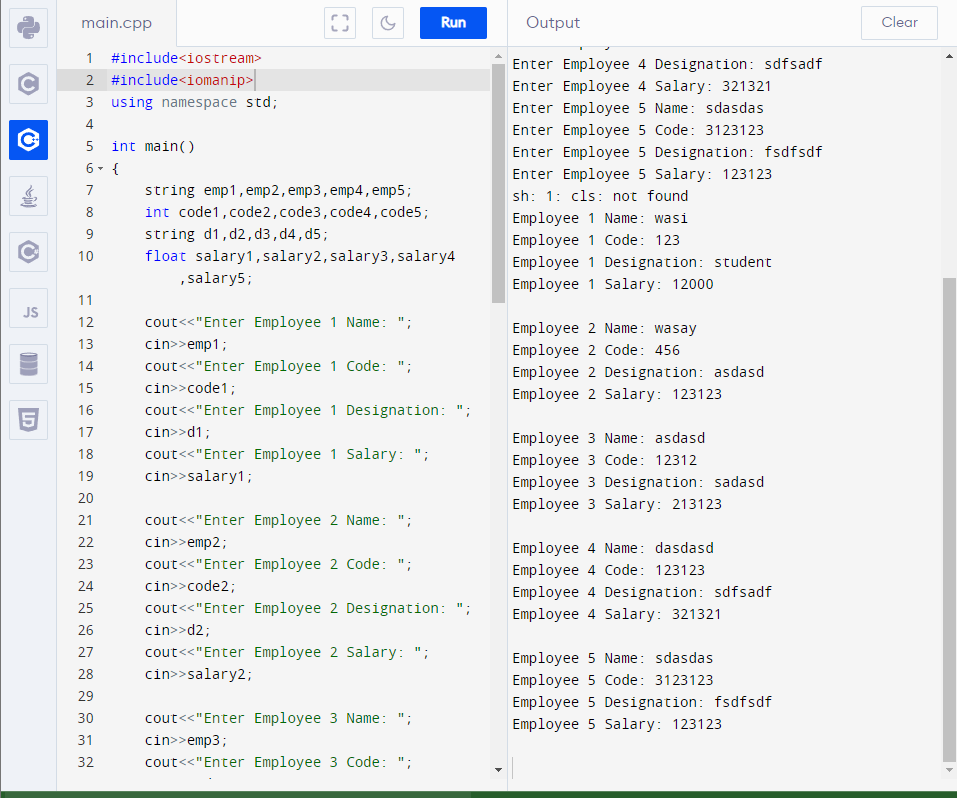 main.cpp
Run
1 #include<iostream>
2 #include<iomanip>
3 using namespace std;
4
5 int main()
6 {
7 string emp1,emp2,emp3,emp4,emp5;
8 int code1,code2,code3,code4,code5;
9 string d1,d2,d3,d4,d5;
10 float salary1,salary2,salary3,salary4
,salary5;
11
12 cout<<"Enter Employee 1 Name: ";
13 cin>>emp1;
14 cout<<"Enter Employee 1 Code: ";
15 cin>>code1;
16 cout<<"Enter Employee 1 Designation: ";
17 cin>>d1;
18 cout<<"Enter Employee 1 Salary: ";
19 cin>>salary1;
20
21 cout<<"Enter Employee 2 Name: ";
22 cin>>emp2;
23 cout<<"Enter Employee 2 Code: ";
24 cin>>code2;
25 cout<<"Enter Employee 2 Designation: ";
26 cin>>d2;
27 cout<<"Enter Employee 2 Salary: ";
28 cin>>salary2;
29
30 cout<<"Enter Employee 3 Name: ";
31 cin>>emp3;
32 cout<<"Enter Employee 3 Code: ";
Output
Clear
Enter Employee 4 Designation: sdfsadf
Enter Employee 4 Salary: 321321
Enter Employee 5 Name: sdasdas
Enter Employee 5 Code: 3123123
Enter Employee 5 Designation: fsdfsdf
Enter Employee 5 Salary: 123123
sh: 1: cls: not found
Employee 1 Name: wasi
Employee 1 Code: 123
Employee 1 Designation: student
Employee 1 Salary: 12000
Employee 2 Name: wasay
Employee 2 Code: 456
Employee 2 Designation: asdasd
Employee 2 Salary: 123123
Employee 3 Name: asdasd
Employee 3 Code: 12312
Employee 3 Designation: sadasd
Employee 3 Salary: 213123
Employee 4 Name: dasdasd
Employee 4 Code: 123123
Employee 4 Designation: sdfsadf
Employee 4 Salary: 321321
Employee 5 Name: sdasdas
Employee 5 Code: 3123123
Employee 5 Designation: fsdfsdf
Employee 5 Salary: 123123
JS